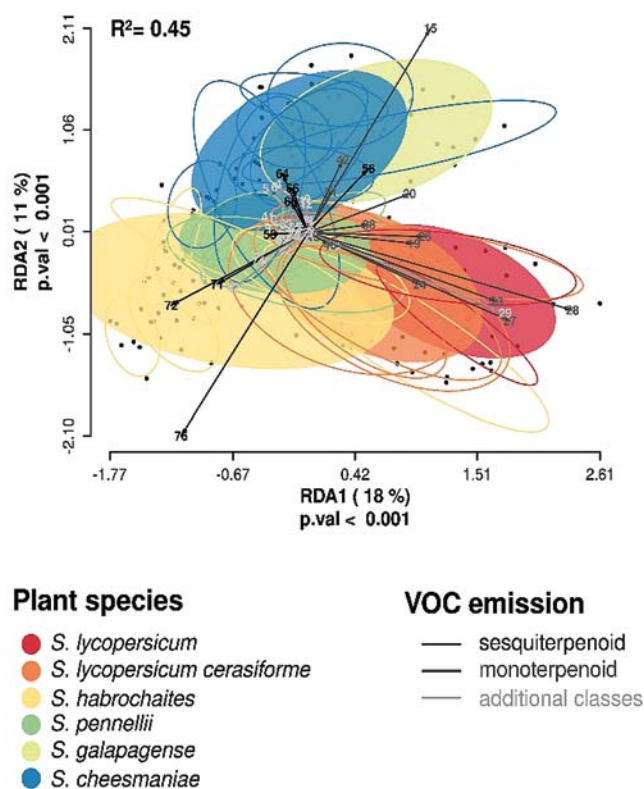 2.11
R²= 0.45
15
1.06
64
56
20
0.01
59
71
72
28
29
27
-1.05
76
-2.10
RDA2 ( 11 %)
p.val < 0.001
-1.77 -0.67 0.42 1.51 2.61
RDA1 ( 18 %)
p.val < 0.001
Plant species
S. lycopersicum
S. lycopersicum cerasiforme
S. habrochaites
S. pennellii
S. galapagense
S. cheesmaniae
VOC emission
sesquiterpenoid
monoterpenoid
additional classes